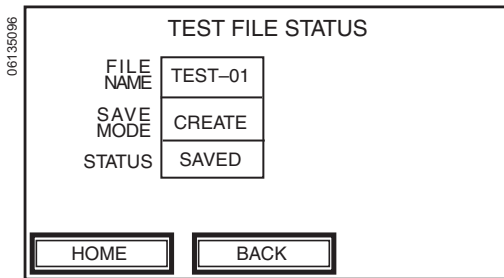 06135096
TEST FILE STATUS
FILE
NAME
TEST–01
SAVE
MODE
CREATE
STATUS
SAVED
HOME
BACK